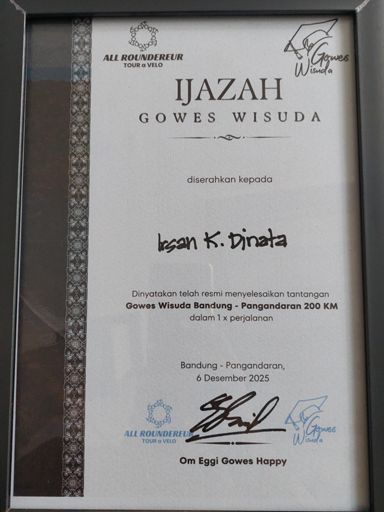 ALL ROUNDEREUR
TOUR α VELO
Gowes
Wisuda
IJAZAH
GOWES WISUDA
diserahkan kepada
Irsan K. Dinata
Dinyatakan telah resmi menyelesaikan tantangan
Gowes Wisuda Bandung - Pangandaran 200 KM
dalam 1 x perjalanan
Bandung - Pangandaran,
6 Desember 2025
ALL ROUNDEREUR
TOUR α VELO
Gowes
Wisuda
Om Eggi Gowes Happy